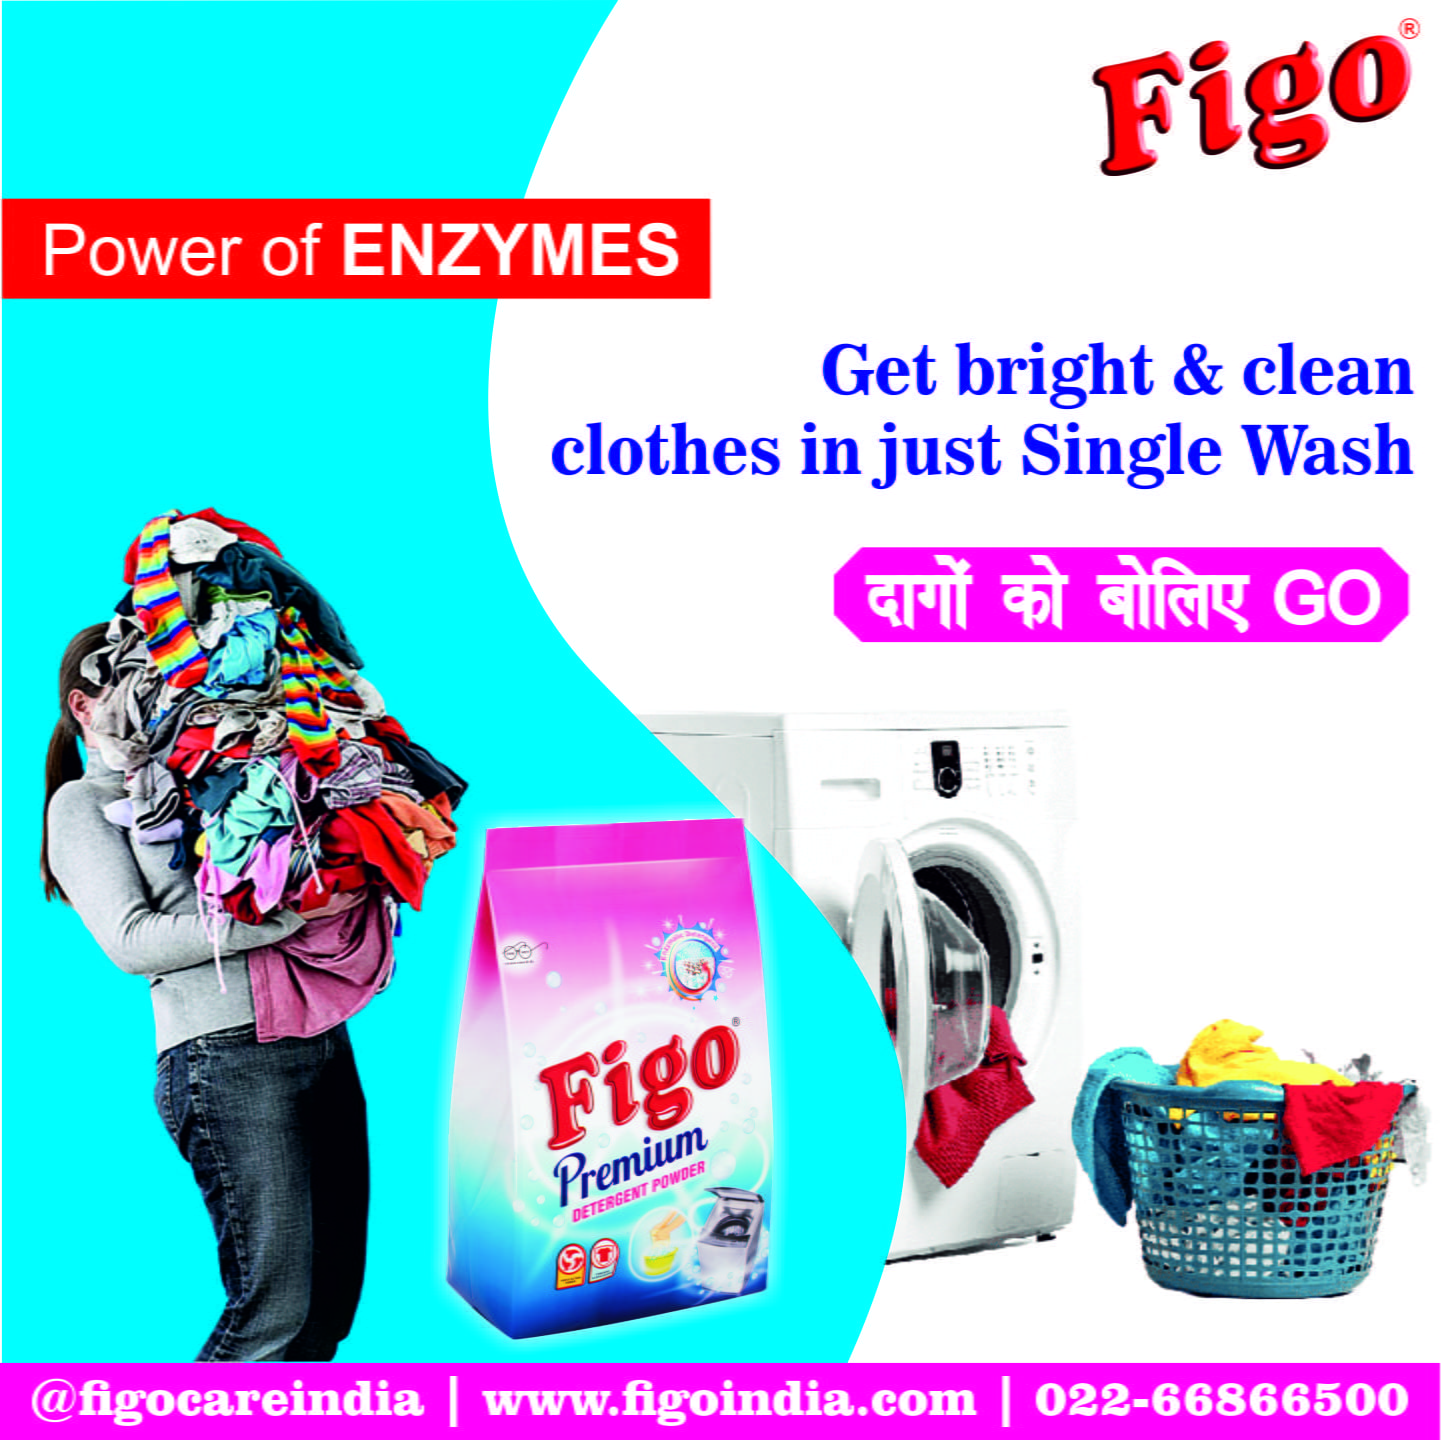 Figo®
Power of ENZYMES
Get bright & clean
clothes in just Single Wash
दागों को बोलिए GO
Figo®
Premium
DETERGENT POWDER
@figocareindia | www.figoindia.com | 022-66866500